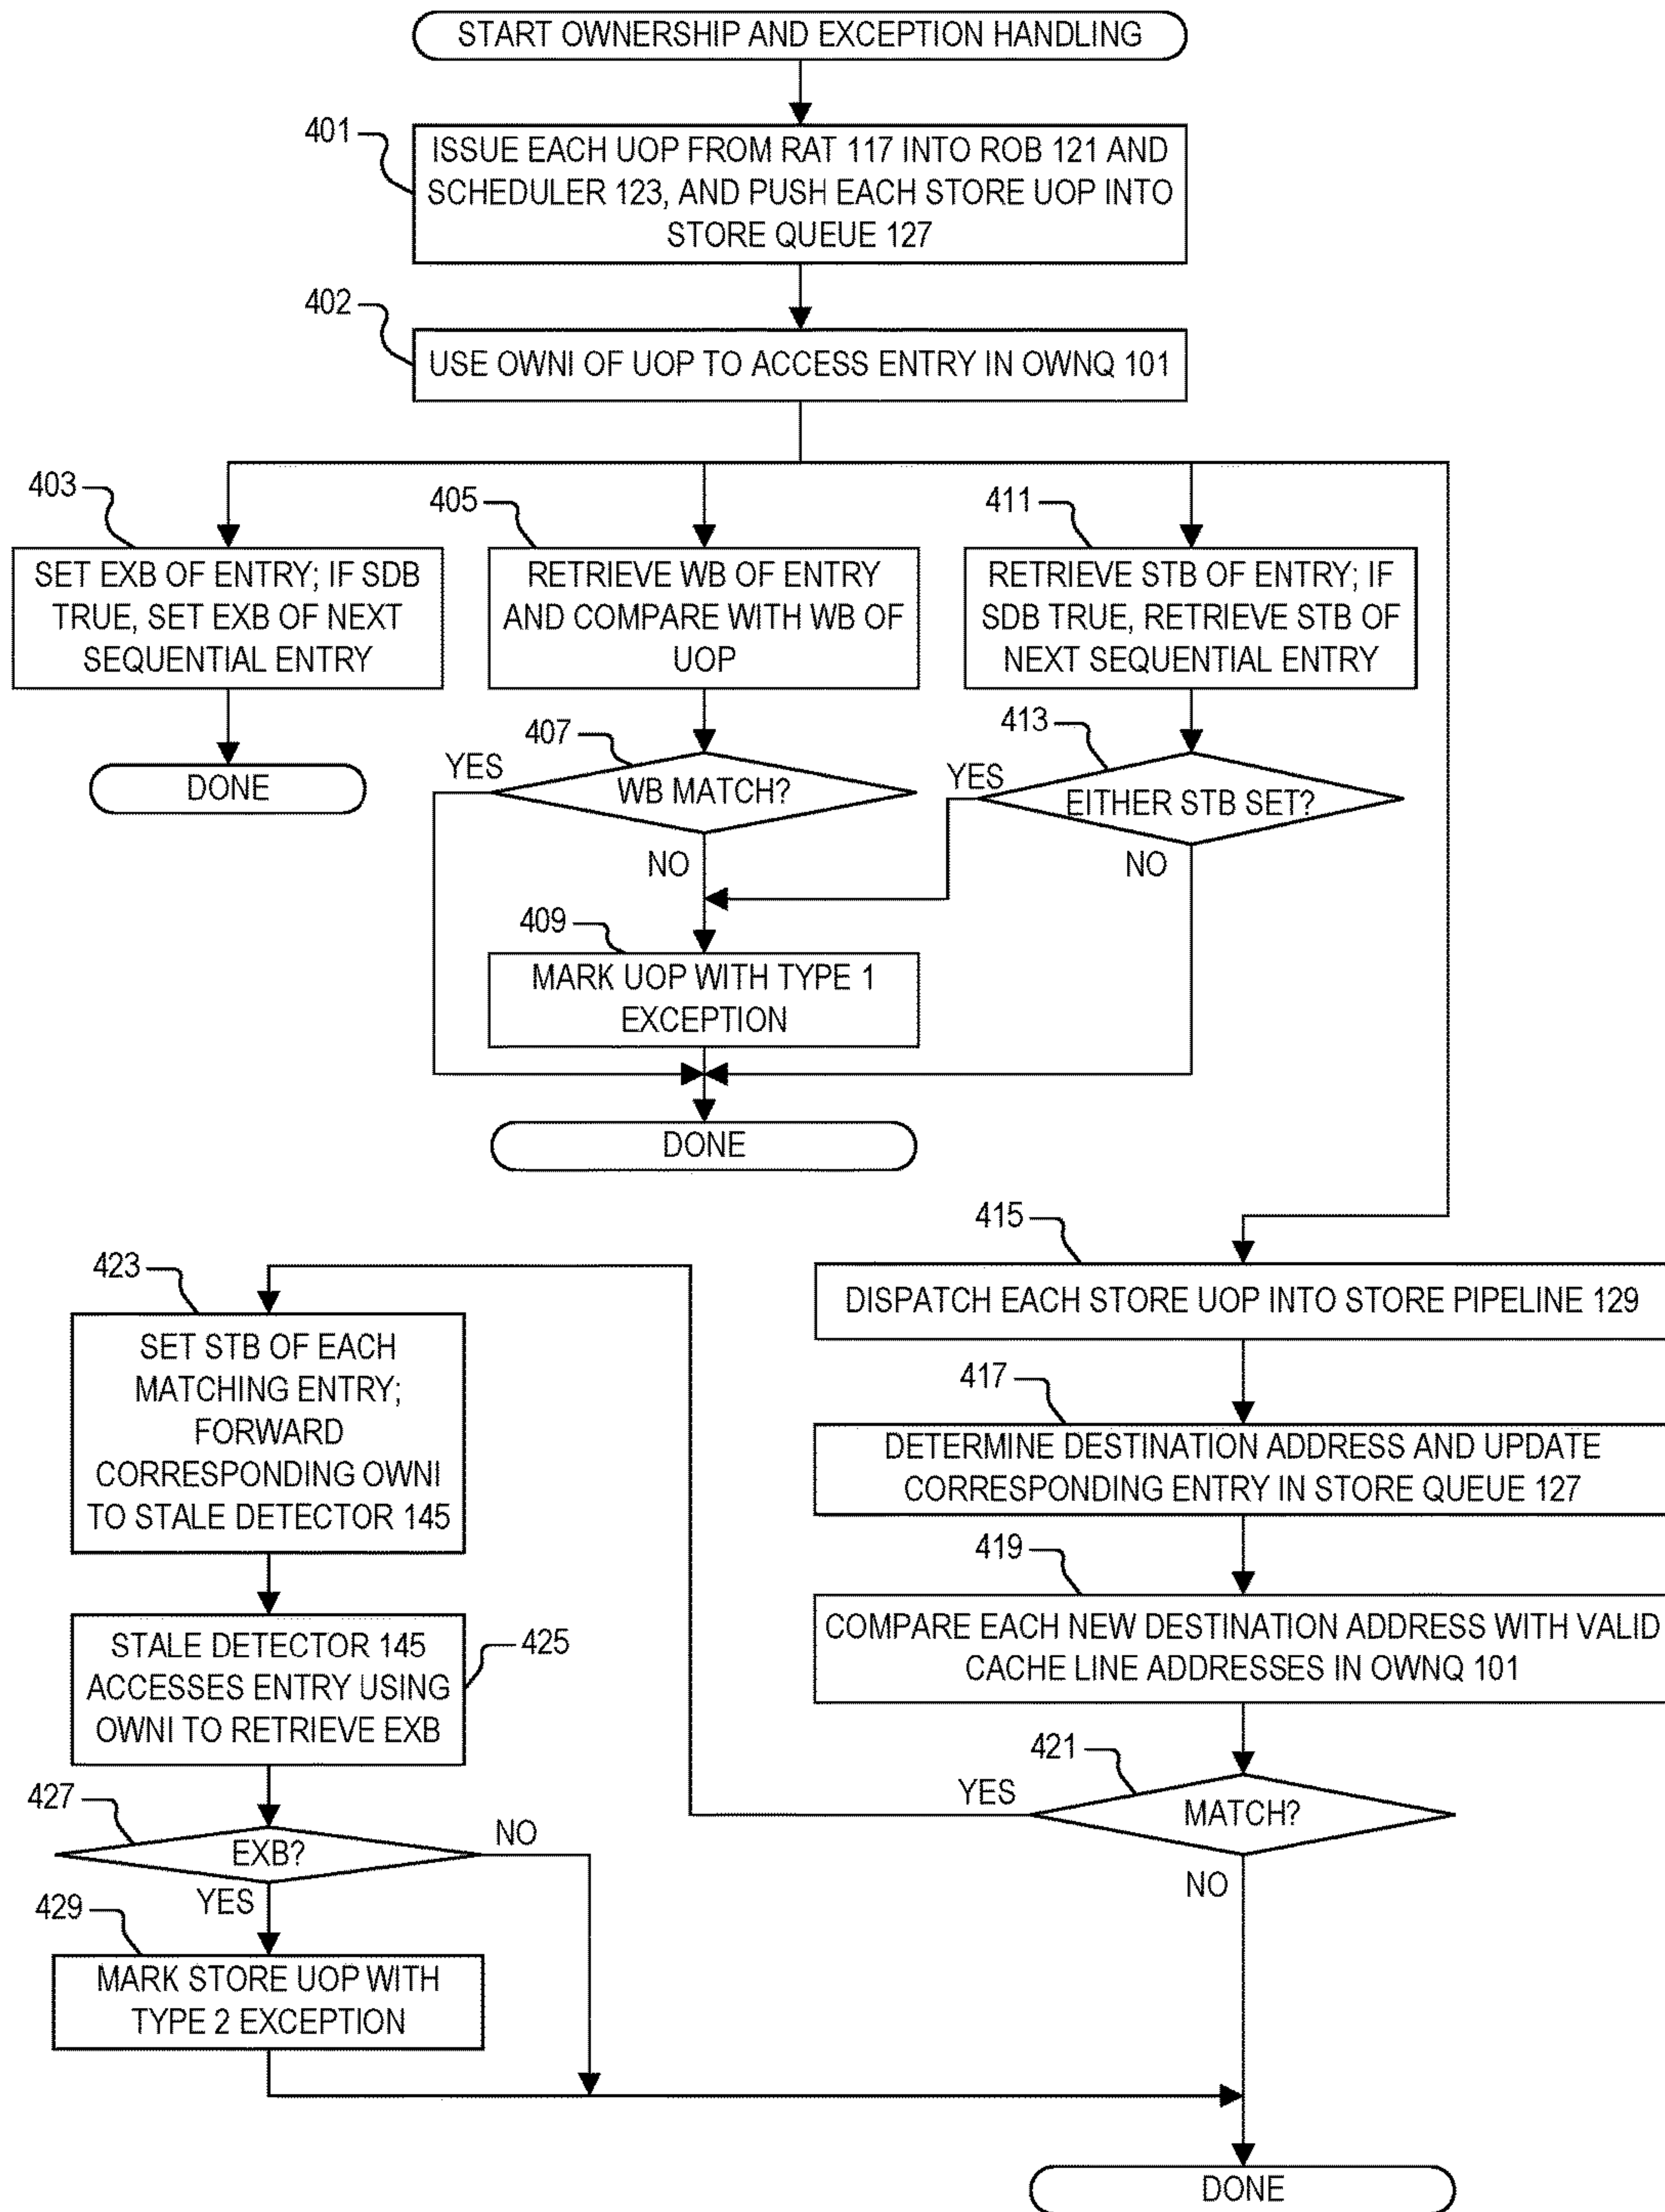 START OWNERSHIP AND EXCEPTION HANDLING
401
ISSUE EACH UOP FROM RAT 117 INTO ROB 121 AND
SCHEDULER 123, AND PUSH EACH STORE UOP INTO
STORE QUEUE 127
402
USE OWNI OF UOP TO ACCESS ENTRY IN OWNQ 101
403
SET EXB OF ENTRY; IF SDB
TRUE, SET EXB OF NEXT
SEQUENTIAL ENTRY
DONE
405
RETRIEVE WB OF ENTRY
AND COMPARE WITH WB OF
UOP
407
YES
WB MATCH?
NO
409
MARK UOP WITH TYPE 1
EXCEPTION
DONE
411
RETRIEVE STB OF ENTRY; IF
SDB TRUE, RETRIEVE STB OF
NEXT SEQUENTIAL ENTRY
413
YES
EITHER STB SET?
NO
415
DISPATCH EACH STORE UOP INTO STORE PIPELINE 129
417
DETERMINE DESTINATION ADDRESS AND UPDATE
CORRESPONDING ENTRY IN STORE QUEUE 127
419
COMPARE EACH NEW DESTINATION ADDRESS WITH VALID
CACHE LINE ADDRESSES IN OWNQ 101
421
YES
MATCH?
NO
423
SET STB OF EACH
MATCHING ENTRY;
FORWARD
CORRESPONDING OWNI
TO STALE DETECTOR 145
425
STALE DETECTOR 145
ACCESSES ENTRY USING
OWNI TO RETRIEVE EXB
427
EXB?
NO
YES
429
MARK STORE UOP WITH
TYPE 2 EXCEPTION
DONE